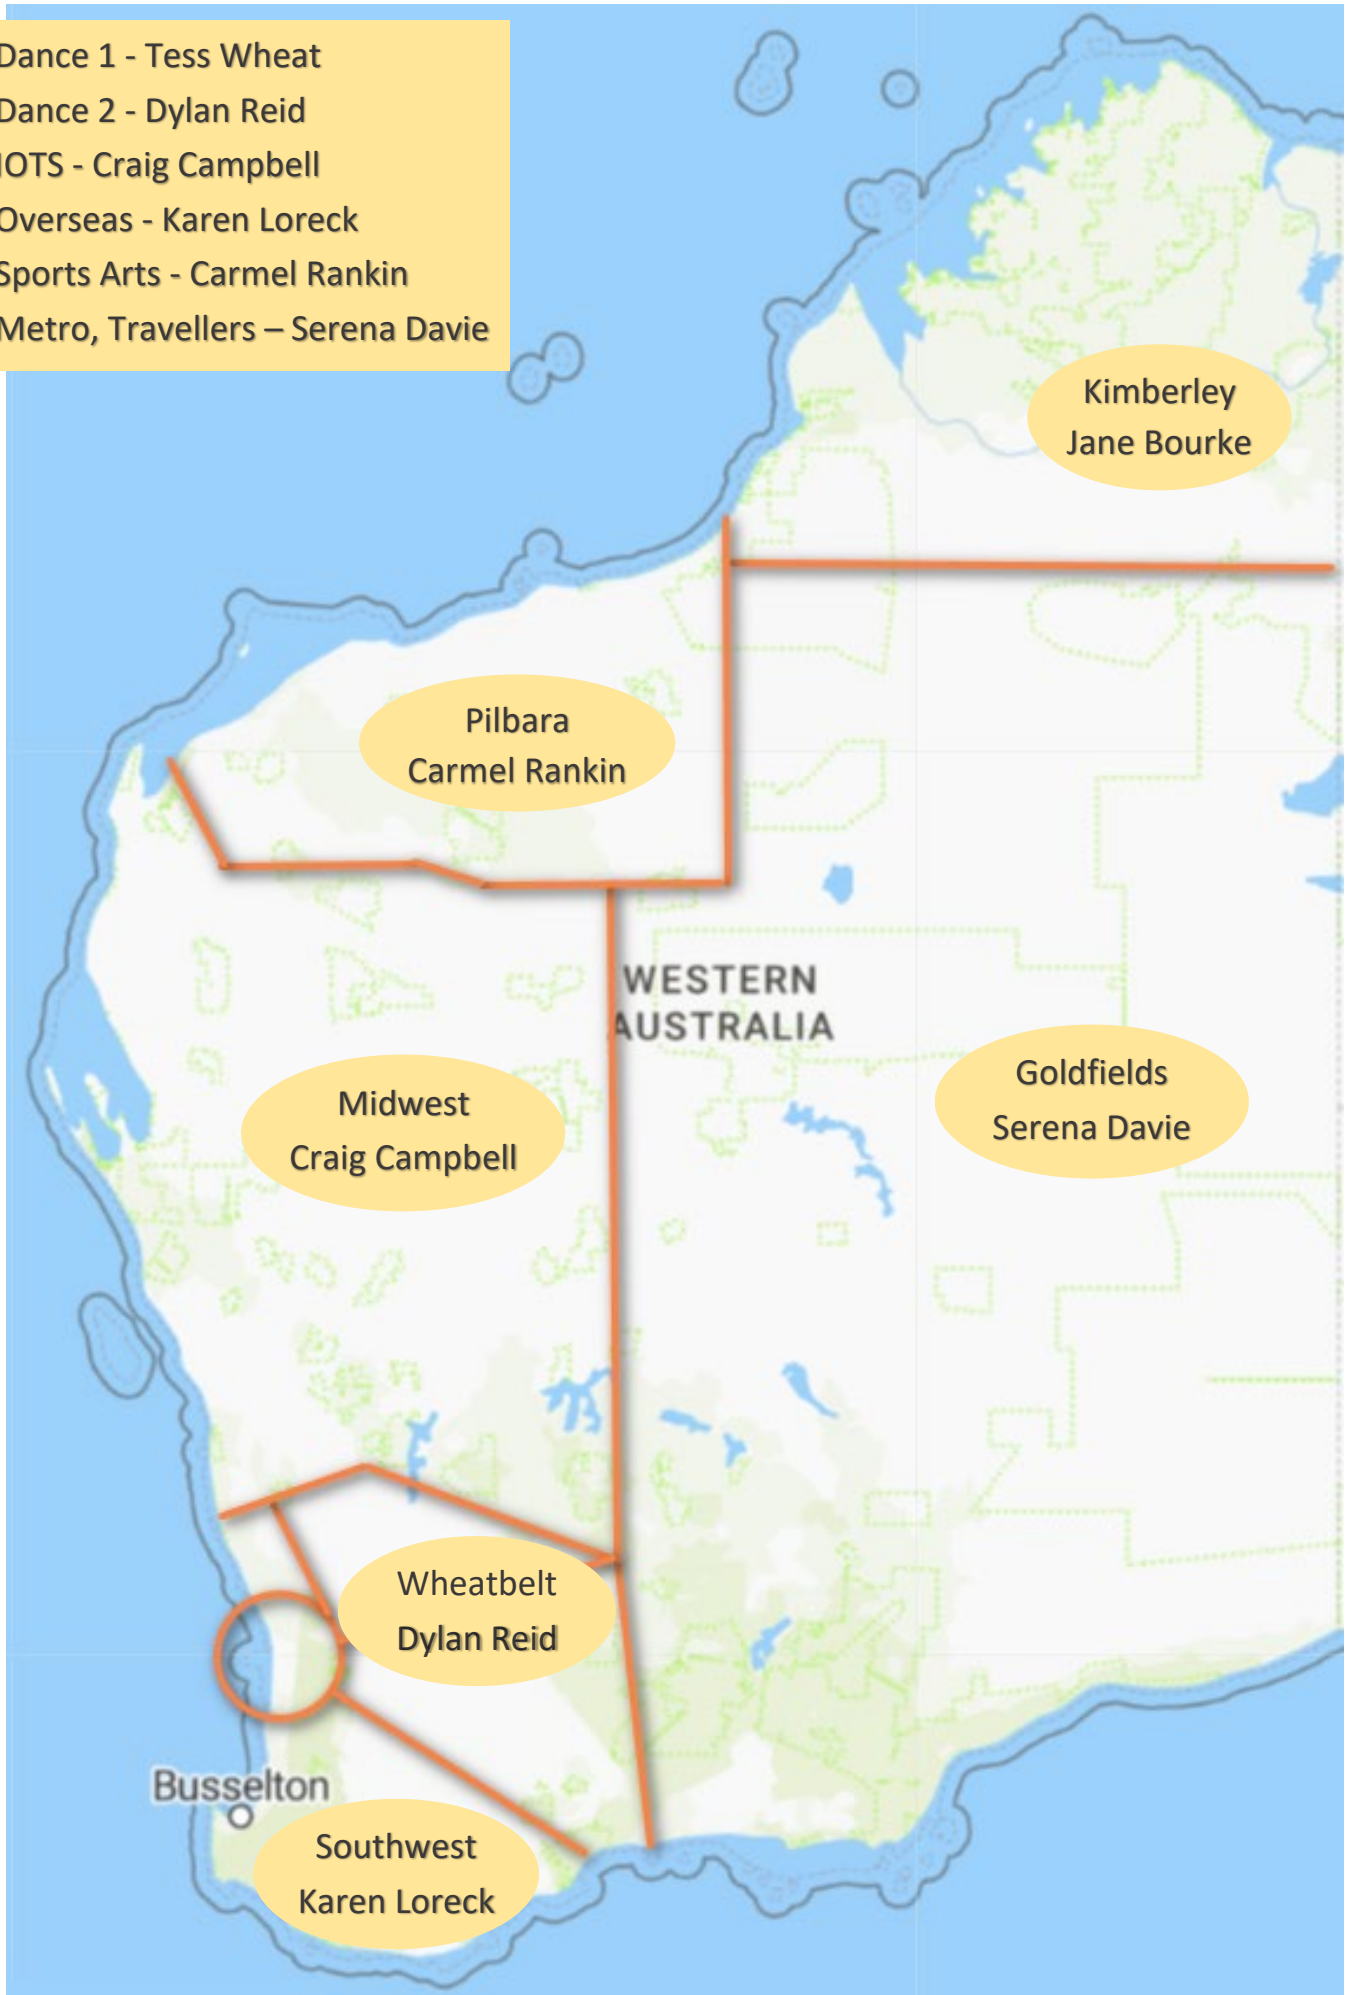 Dance 1 - Tess Wheat
Dance 2 - Dylan Reid
IOTS - Craig Campbell
Overseas - Karen Loreck
Sports Arts - Carmel Rankin
Metro, Travellers – Serena Davie
Kimberley
Jane Bourke
Pilbara
Carmel Rankin
WESTERN
AUSTRALIA
Goldfields
Serena Davie
Midwest
Craig Campbell
Wheatbelt
Dylan Reid
Busselton
Southwest
Karen Loreck